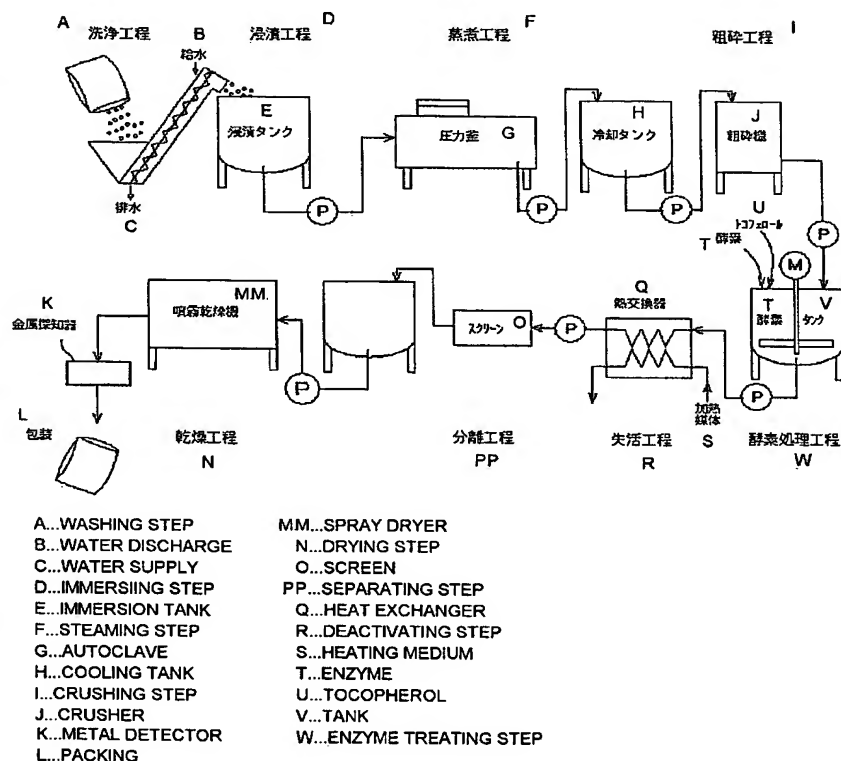 A
洗浄工程
B
給水
浸漬工程
D
蒸煮工程
F
粗砕工程
I
E
浸漬タンク
圧力釜
G
H
冷却タンク
J
粗砕機
P
P
P
P
排水
C
U
トコフェロール
T
酵素
M
T
酵素
タンク
V
K
金属探知器
MM.
噴霧乾燥機
スクリーン
O
Q
熱交換器
P
P
P
加熱
媒体
L
包装
乾燥工程
N
分離工程
PP
失活工程
R
S
酵素処理工程
W
A...WASHING STEP
B...WATER DISCHARGE
C...WATER SUPPLY
D...IMMERSIING STEP
E...IMMERSION TANK
F...STEAMING STEP
G...AUTOCLAVE
H...COOLING TANK
I...CRUSHING STEP
J...CRUSHER
K...METAL DETECTOR
L...PACKING
MM...SPRAY DRYER
N...DRYING STEP
O...SCREEN
PP...SEPARATING STEP
Q...HEAT EXCHANGER
R...DEACTIVATING STEP
S...HEATING MEDIUM
T...ENZYME
U...TOCOPHEROL
V...TANK
W...ENZYME TREATING STEP